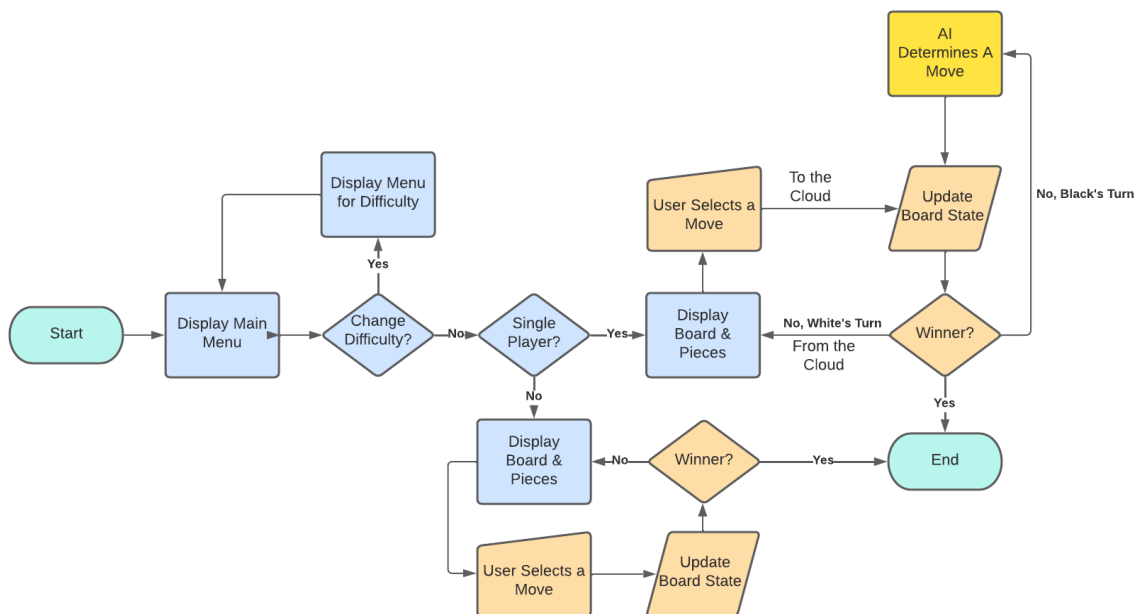 AI
Determines A
Move
Display Menu
for Difficulty
To the
Cloud
User Selects a
Move
Update
Board State
No, Black's Turn
Yes
Start
Display Main
Menu
Change
Difficulty?
No
Single
Player?
Yes
Display
Board &
Pieces
No, White's Turn
From the
Cloud
Winner?
No
Yes
Display
Board &
Pieces
No
Winner?
Yes
End
User Selects a
Move
Update
Board State